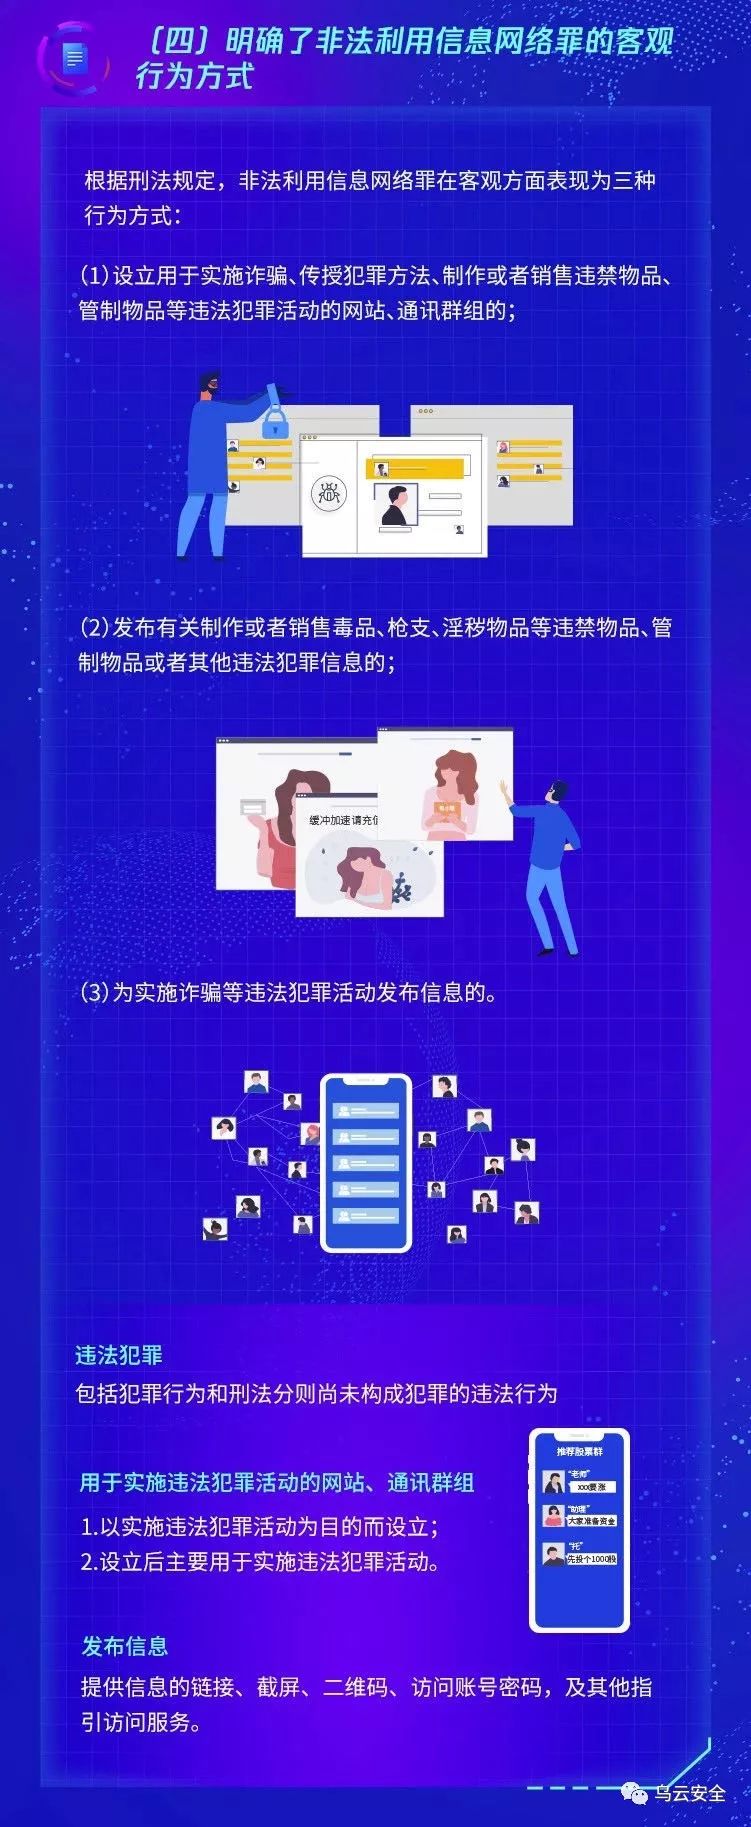 （四）明确了非法利用信息网络罪的客观
行为方式
根据刑法规定，非法利用信息网络罪在客观方面表现为三种
行为方式：
（1）设立用于实施诈骗、传授犯罪方法、制作或者销售违禁物品、
管制物品等违法犯罪活动的网站、通讯群组的；
（2）发布有关制作或者销售毒品、枪支、淫秽物品等违禁物品、管
制物品或者其他违法犯罪信息的；
缓冲加速请充值
（3）为实施诈骗等违法犯罪活动发布信息的。
违法犯罪
包括犯罪行为和刑法分则尚未构成犯罪的违法行为
用于实施违法犯罪活动的网站、通讯群组
1.以实施违法犯罪活动为目的而设立；
2.设立后主要用于实施违法犯罪活动。
推荐股票群
“老师”
xxx要涨
“助理”
大家准备资金
“托”
先投个1000股
发布信息
提供信息的链接、截屏、二维码、访问账号密码，及其他指
引访问服务。
乌云安全